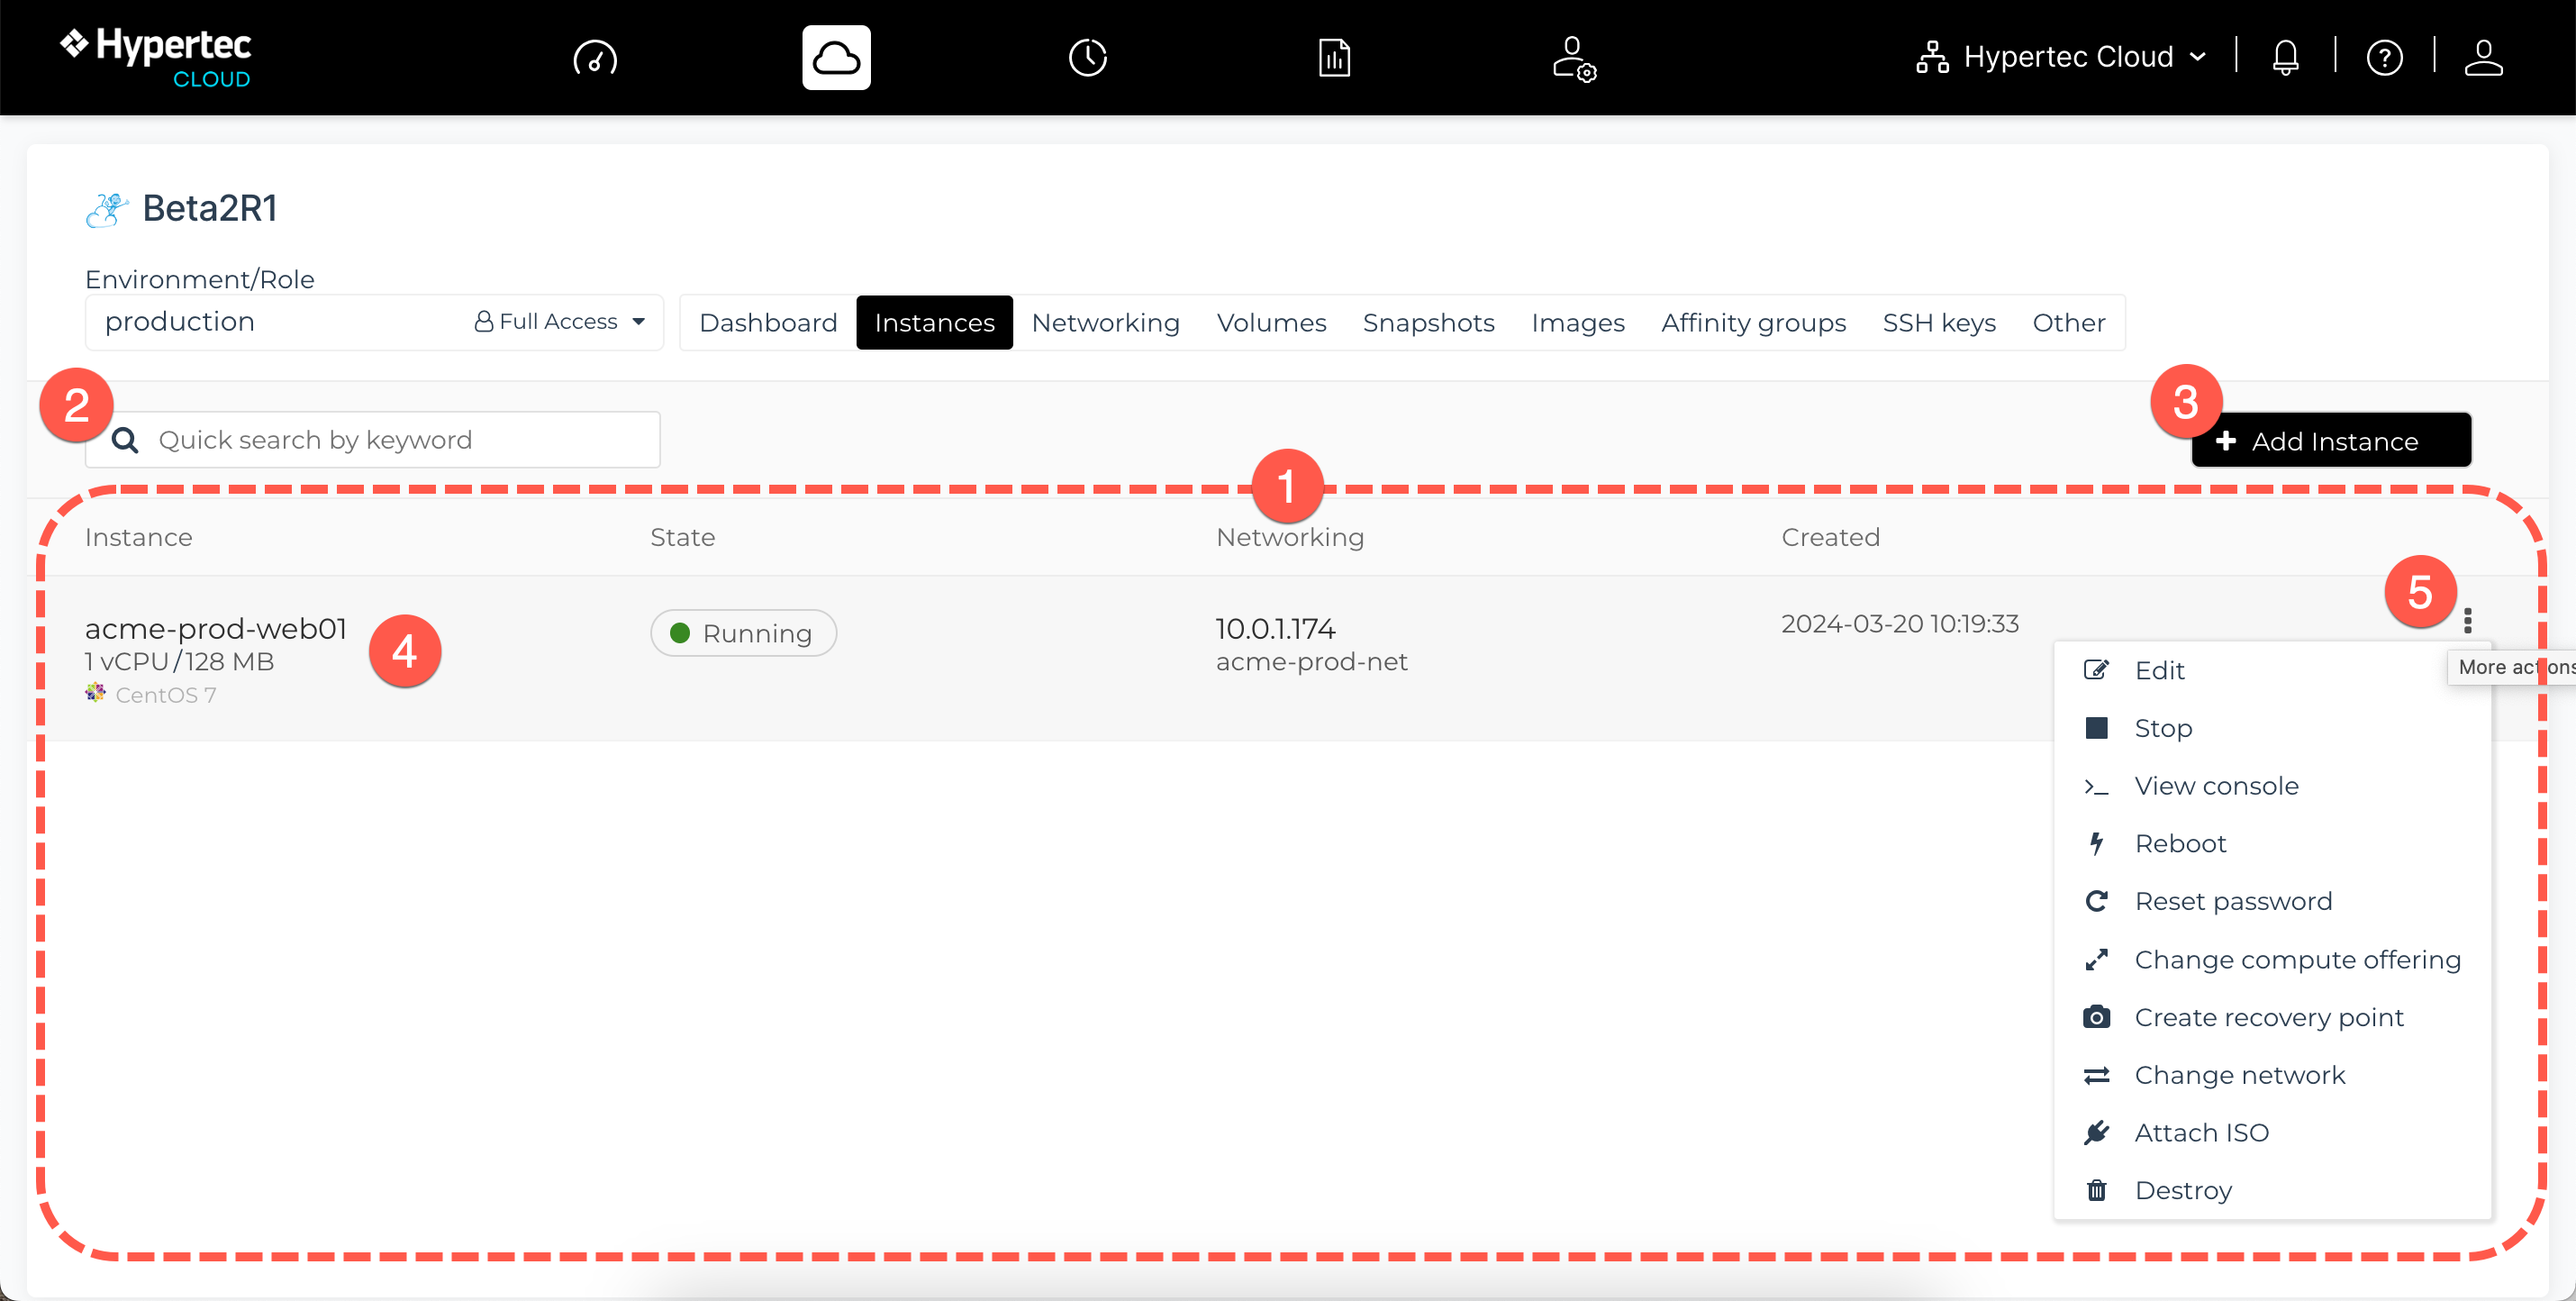 Hypertec
CLOUD
Hypertec Cloud
Beta2R1
Environment/Role
production Full Access
Dashboard Instances Networking Volumes Snapshots Images Affinity groups SSH keys Other
2
3
Quick search by keyword
Add Instance
1
Instance State Networking Created
5
acme-prod-web01 Running 10.0.1.174 2024-03-20 10:19:33
4
1 vCPU/128 MB acme-prod-net
CentOS 7
More actions
Edit
Stop
View console
Reboot
Reset password
Change compute offering
Create recovery point
Change network
Attach ISO
Destroy